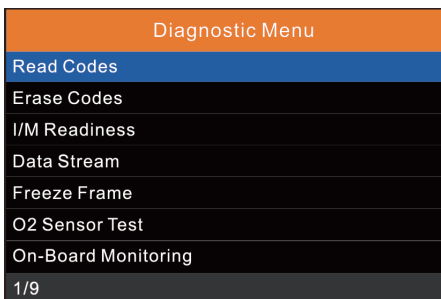 Diagnostic Menu
Read Codes
Erase Codes
I/M Readiness
Data Stream
Freeze Frame
O2 Sensor Test
On-Board Monitoring
1/9